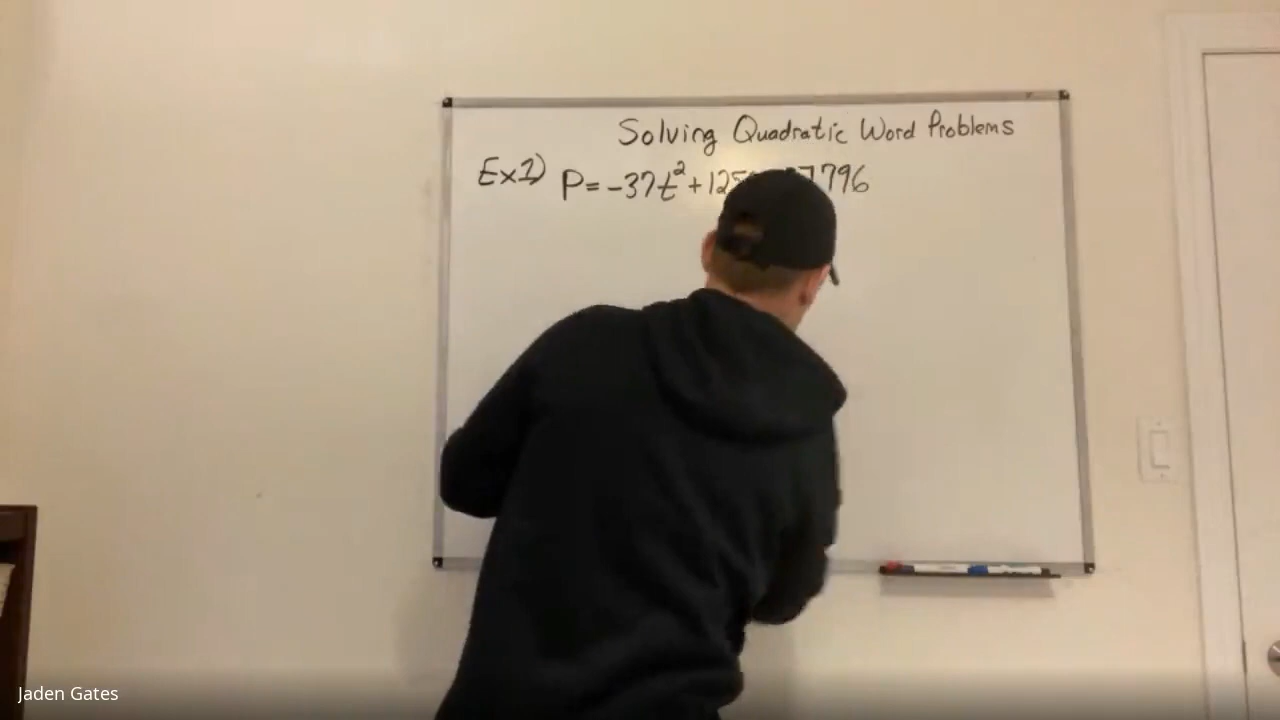 Solving Quadratic Word Problems
Ex1) P = -37t² + 125 7796
Jaden Gates